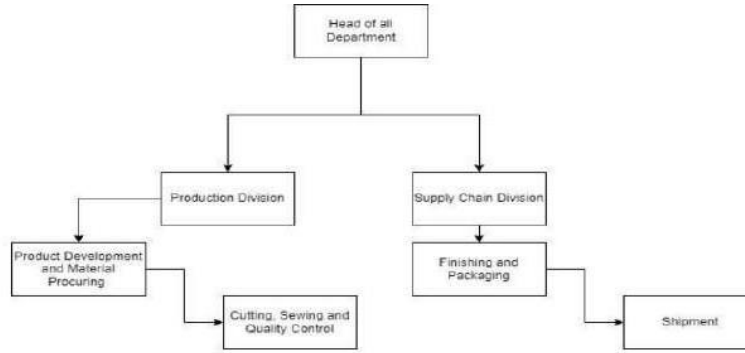 Head of all
Department
Production Division
Supply Chain Division
Product Development
and Material
Procuring
Finishing and
Packaging
Cutting, Sewing and
Quality Control
Shipment